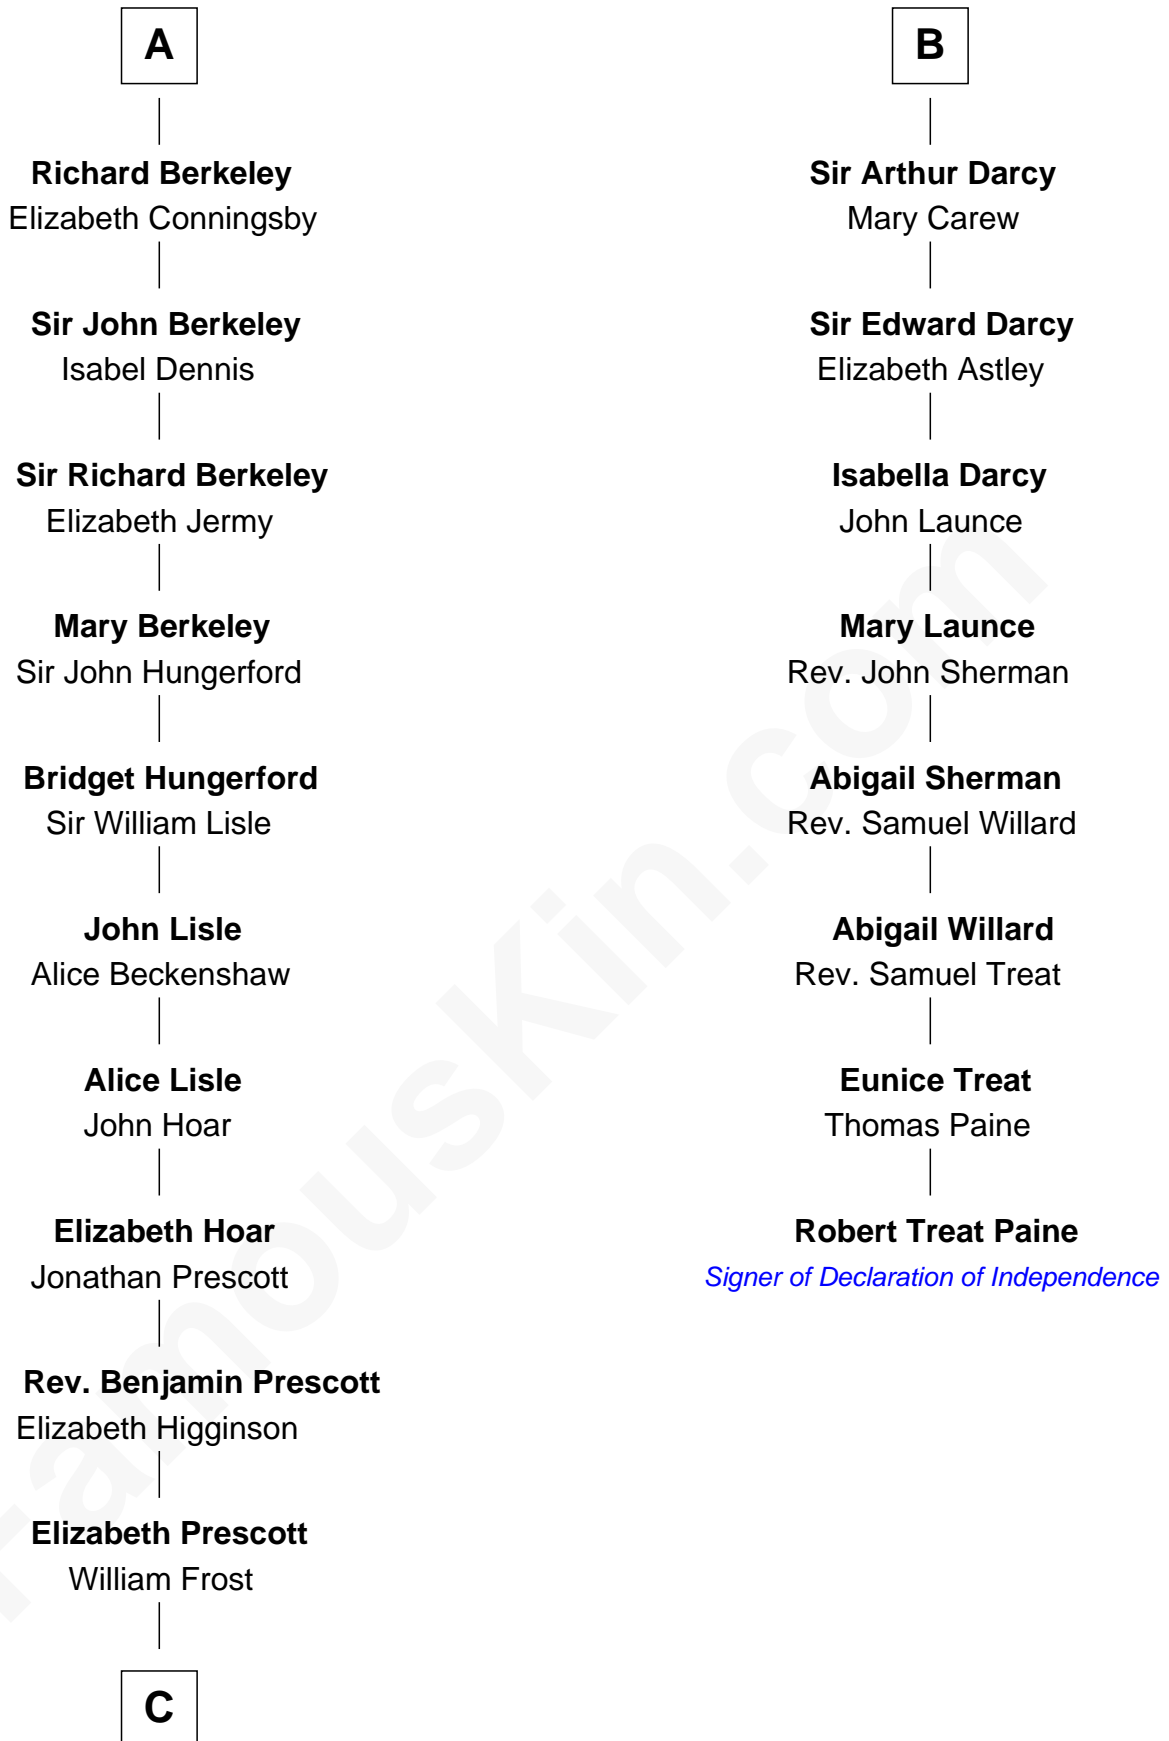 A
Richard Berkeley
Elizabeth Conningsby
Sir John Berkeley
Isabel Dennis
Sir Richard Berkeley
Elizabeth Jermy
Mary Berkeley
Sir John Hungerford
Bridget Hungerford
Sir William Lisle
John Lisle
Alice Beckenshaw
Alice Lisle
John Hoar
Elizabeth Hoar
Jonathan Prescott
Rev. Benjamin Prescott
Elizabeth Higginson
Elizabeth Prescott
William Frost
C
B
Sir Arthur Darcy
Mary Carew
Sir Edward Darcy
Elizabeth Astley
Isabella Darcy
John Launce
Mary Launce
Rev. John Sherman
Abigail Sherman
Rev. Samuel Willard
Abigail Willard
Rev. Samuel Treat
Eunice Treat
Thomas Paine
Robert Treat Paine
Signer of Declaration of Independence
FamousKin.com